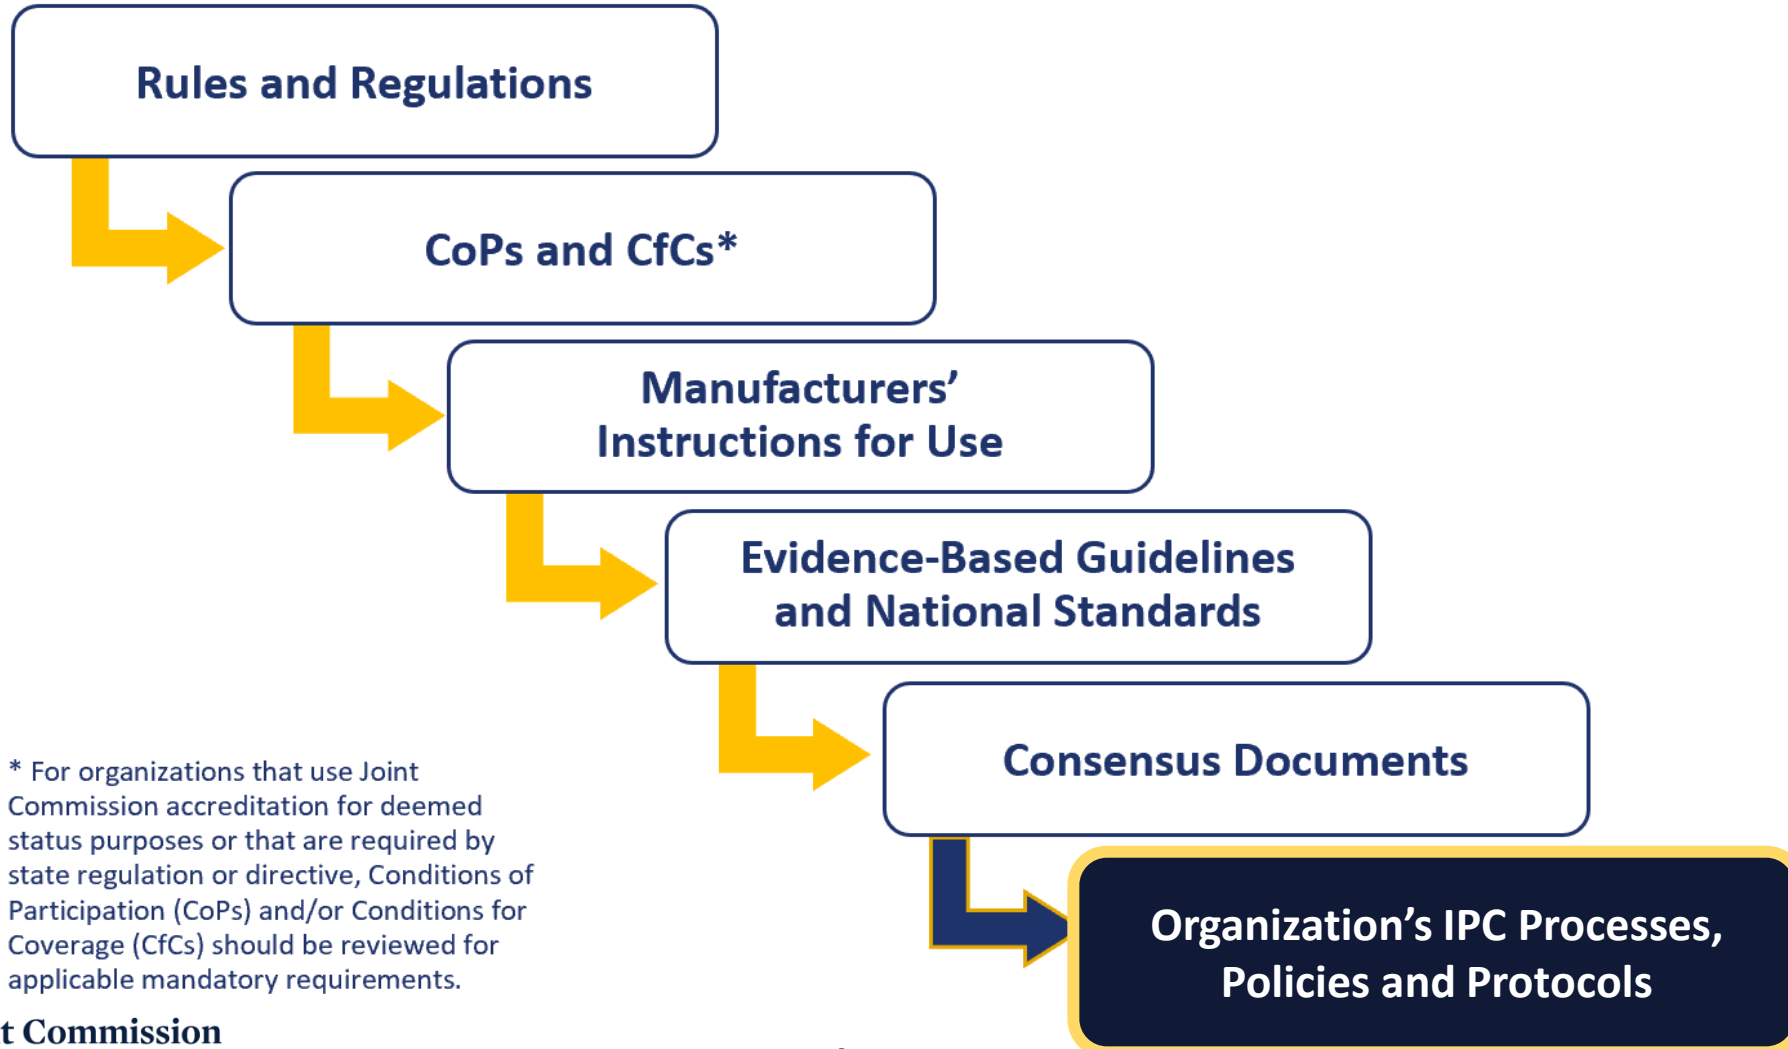 Rules and Regulations
CoPs and CfCs*
Manufacturers’
Instructions for Use
Evidence-Based Guidelines
and National Standards
Consensus Documents
Organization’s IPC Processes,
Policies and Protocols
* For organizations that use Joint
Commission accreditation for deemed
status purposes or that are required by
state regulation or directive, Conditions of
Participation (CoPs) and/or Conditions for
Coverage (CfCs) should be reviewed for
applicable mandatory requirements.
t Commission